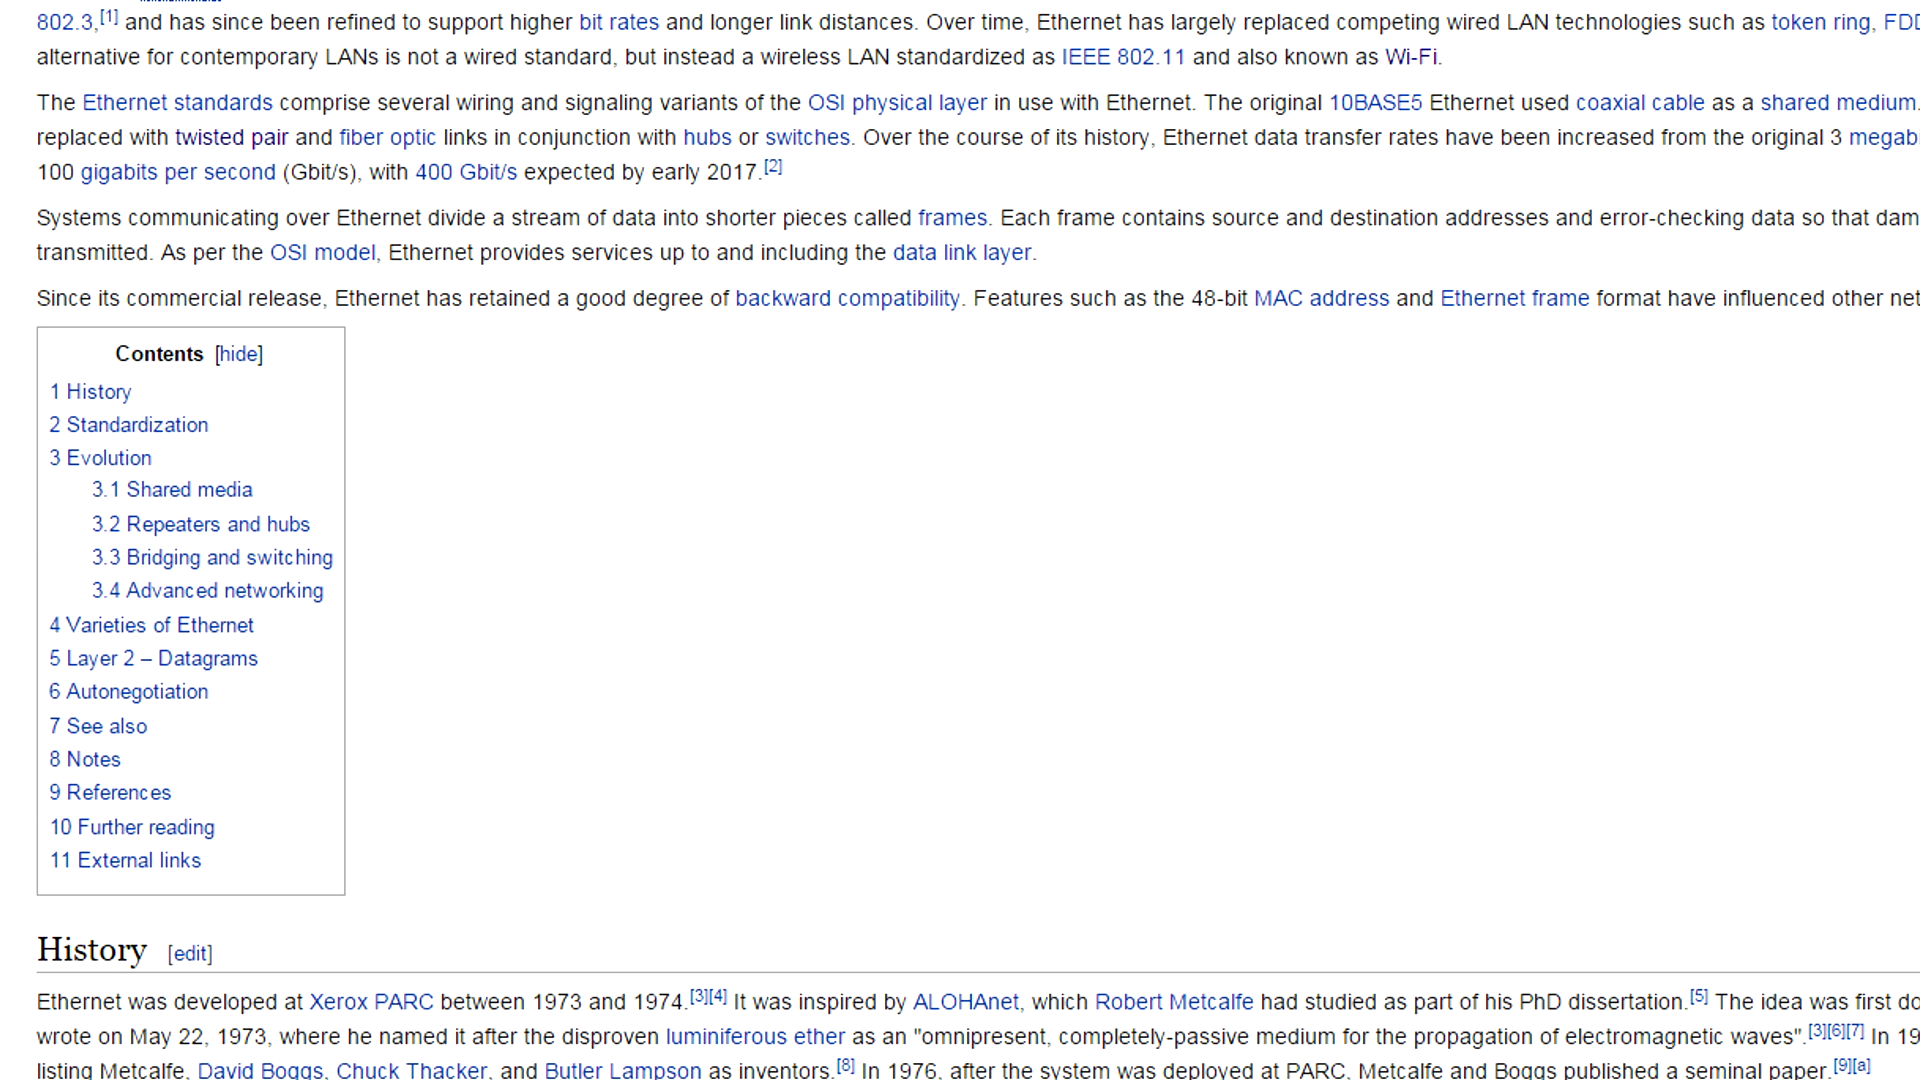 802.3,[1] and has since been refined to support higher bit rates and longer link distances. Over time, Ethernet has largely replaced competing wired LAN technologies such as token ring,
alternative for contemporary LANs is not a wired standard, but instead a wireless LAN standardized as IEEE 802.11 and also known as Wi-Fi.
The Ethernet standards comprise several wiring and signaling variants of the OSI physical layer in use with Ethernet. The original 10BASE5 Ethernet used coaxial cable as a shared medium.
replaced with twisted pair and fiber optic links in conjunction with hubs or switches. Over the course of its history, Ethernet data transfer rates have been increased from the original 3 megab
100 gigabits per second (Gbit/s), with 400 Gbit/s expected by early 2017.[2]
Systems communicating over Ethernet divide a stream of data into shorter pieces called frames. Each frame contains source and destination addresses and error-checking data so that dam
transmitted. As per the OSI model, Ethernet provides services up to and including the data link layer.
Since its commercial release, Ethernet has retained a good degree of backward compatibility. Features such as the 48-bit MAC address and Ethernet frame format have influenced other net
Contents [hide]
1 History
2 Standardization
3 Evolution
3.1 Shared media
3.2 Repeaters and hubs
3.3 Bridging and switching
3.4 Advanced networking
4 Varieties of Ethernet
5 Layer 2 – Datagrams
6 Autonegotiation
7 See also
8 Notes
9 References
10 Further reading
11 External links
History [edit]
Ethernet was developed at Xerox PARC between 1973 and 1974.[3][4] It was inspired by ALOHAnet, which Robert Metcalfe had studied as part of his PhD dissertation.[5] The idea was first do
wrote on May 22, 1973, where he named it after the disproven luminiferous ether as an "omnipresent, completely-passive medium for the propagation of electromagnetic waves".[3][6][7] In 19
listing Metcalfe, David Boggs, Chuck Thacker, and Butler Lampson as inventors.[8] In 1976, after the system was deployed at PARC, Metcalfe and Boggs published a seminal paper.[9][a]